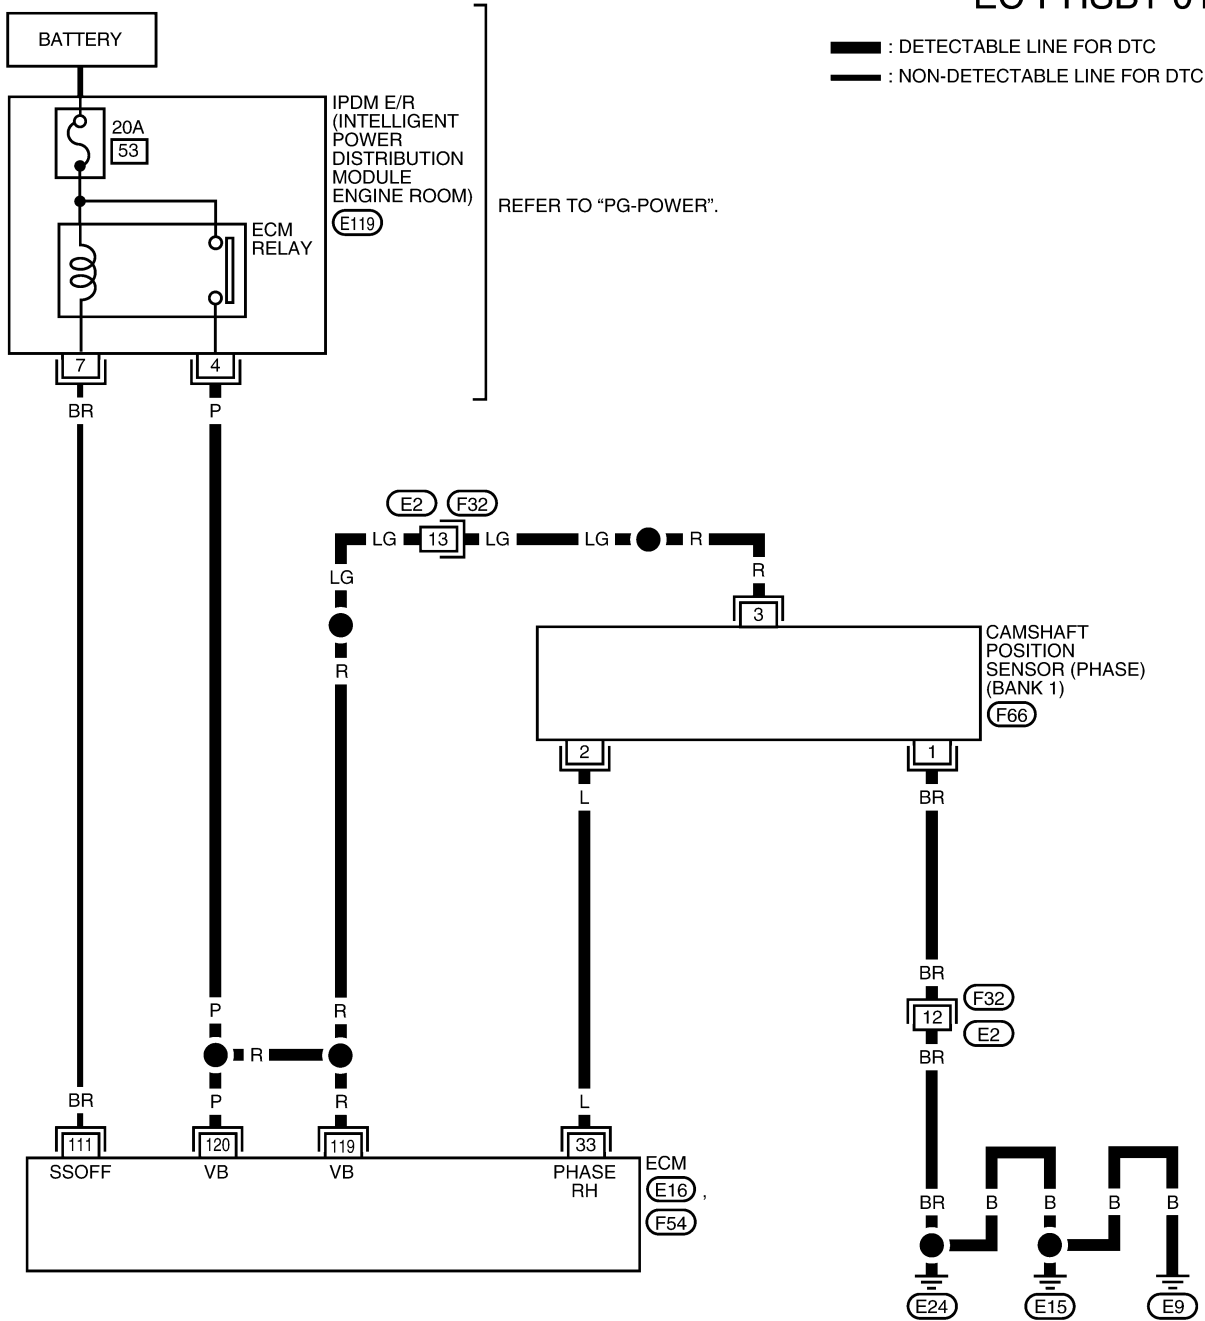 BATTERY
: DETECTABLE LINE FOR DTC
: NON-DETECTABLE LINE FOR DTC
20A
53
IPDM E/R
(INTELLIGENT
POWER
DISTRIBUTION
MODULE
ENGINE ROOM)
E119
REFER TO “PG-POWER”.
ECM
RELAY
7
4
BR
P
E2
F32
LG
13
LG
LG
R
LG
R
3
R
CAMSHAFT
POSITION
SENSOR (PHASE)
(BANK 1)
F66
2
1
L
BR
BR
F32
12
E2
P
R
R
BR
BR
P
R
L
111
120
119
33
SSOFF
VB
VB
PHASE
RH
ECM
E16 ,
F54
BR
B
B
B
B
E24
E15
E9